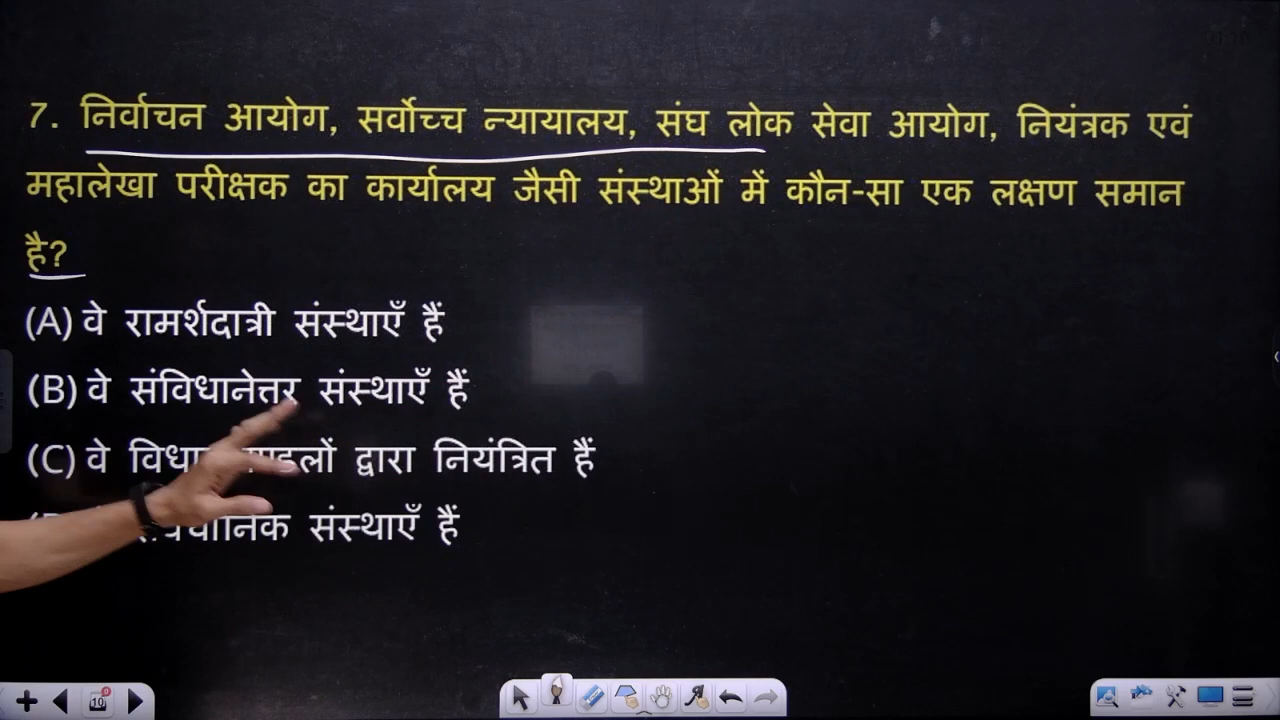 7. निर्वाचन आयोग, सर्वोच्च न्यायालय, संघ लोक सेवा आयोग, नियंत्रक एवं
महालेखा परीक्षक का कार्यालय जैसी संस्थाओं में कौन-सा एक लक्षण समान
है?
(A) वे रामर्शदात्री संस्थाएँ हैं
(B) वे संविधानेत्तर संस्थाएँ हैं
(C) वे द्वारा नियंत्रित हैं
संस्थाएँ हैं
10